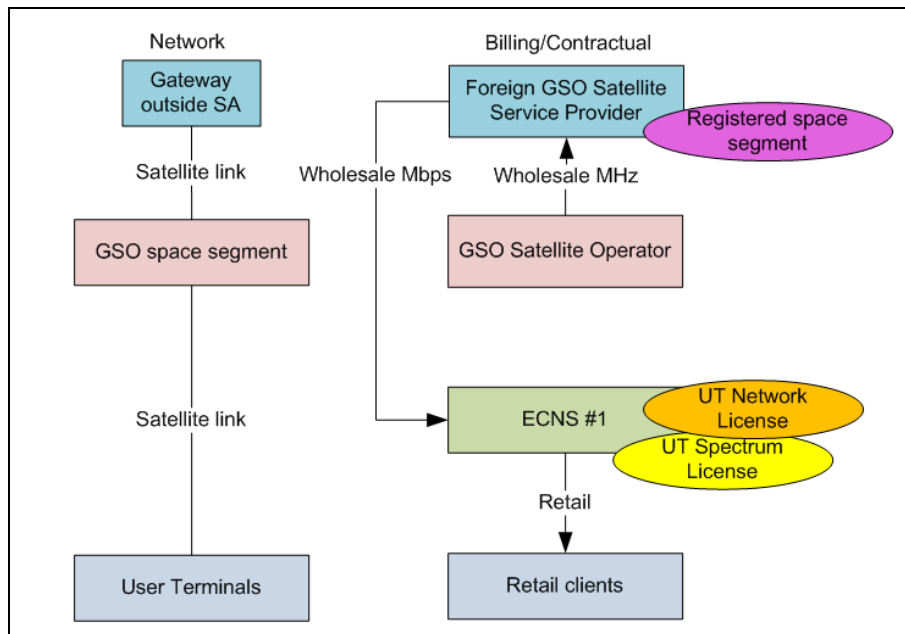 Network
Billing/Contractual
Gateway
outside SA
Foreign GSO Satellite
Service Provider
Registered space
segment
Satellite link
Wholesale Mbps
Wholesale MHz
GSO space segment
GSO Satellite Operator
Satellite link
ECNS #1
UT Network
License
UT Spectrum
License
Retail
User Terminals
Retail clients